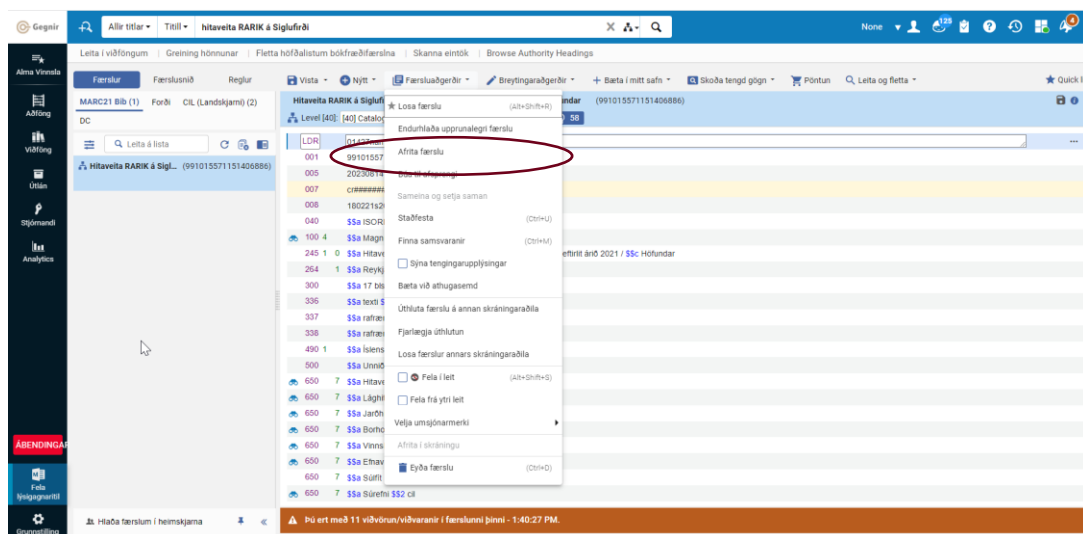 Gegnir
Allir titlar
Titill
hitaveita RARIK á Siglufirði
None
125
Leita í viðföngum | Greining hönnunar | Fletta höfðalistum bókfræðifærslna | Skanna eintök | Browse Authority Headings
Alma Vinnsla
Aðföng
Viðföng
Útlán
Stjórnandi
Analytics
ÁBENDINGAR
Fela lýsigagnaritil
Grunnstilling
Færslur
Færslusnið
Reglur
Vista
Nýtt
Færsluaðgerðir
Breytingaraðgerðir
+ Bæta í mitt safn
Skoða tengd gögn
Pöntun
Leita og fletta
Quick l
MARC21 Bib (1)
Forði
CIL (Landskjarni) (2)
DC
Leita á lista
Hitaveita RARIK á Sigl... (991015571151406886)
Hlaða færslum í heimskjarna
Hitaveita RARIK á Siglufi
undar
(991015571151406886)
Level [40]: [40] Catalog
58
LDR
001 99101557
005 20230814
007 cr#######
008 180221s20
040 $$a ISOR
100 4 $$a Magn
245 1 0 $$a Hitave
eftirlit árið 2021 / $$c Höfundar
264 1 $$a Reykj
300 $$a 17 bls
336 $$a texti $
337 $$a rafræ
338 $$a rafræ
490 1 $$a Íslens
500 $$a Unnið
650 7 $$a Hitave
650 7 $$a Lághi
650 7 $$a Jarðh
650 7 $$a Borho
650 7 $$a Vinns
650 7 $$a Efnav
650 7 $$a Súlfít
650 7 $$a Súrefni $$2 cil
Losa færslu (Alt+Shift+R)
Endurhlaða upprunalegri færslu
Afrita færslu
Búa til afsprengi
Sameina og setja saman
Staðfesta (Ctrl+U)
Finna samsvaranir (Ctrl+M)
Sýna tengingarupplýsingar
Bæta við athugasemd
Úthluta færslu á annan skráningaraðila
Fjarlægja úthlutun
Losa færslur annars skráningaraðila
Fela í leit (Alt+Shift+S)
Fela frá ytri leit
Velja umsjónarmerki
Afrita í skráningu
Eyða færslu (Ctrl+D)
Þú ert með 11 viðvörun/viðvaranir í færslunni þinni - 1:40:27 PM.